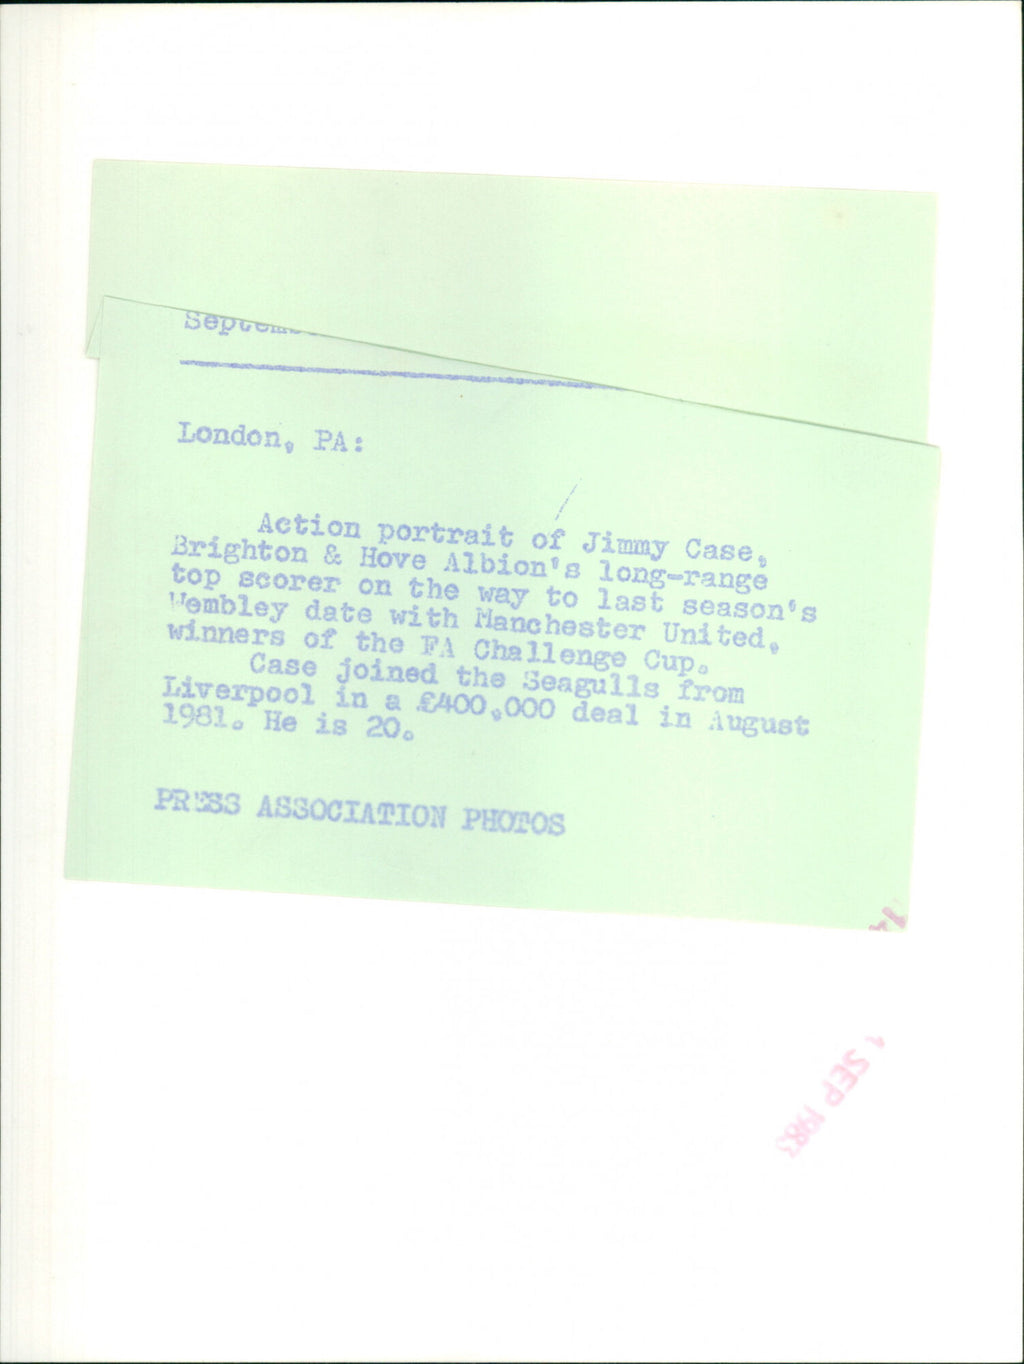 London, PA:
Action portrait of Jimmy Case,
Brighton & Hove Albion's long-range
top scorer on the way to last season's
Wembley date with Manchester United,
winners of the FA Challenge Cup.
Case joined the Seagulls from
Liverpool in a £400,000 deal in August
1981. He is 20.
PRESS ASSOCIATION PHOTOS
1 SEP 1983